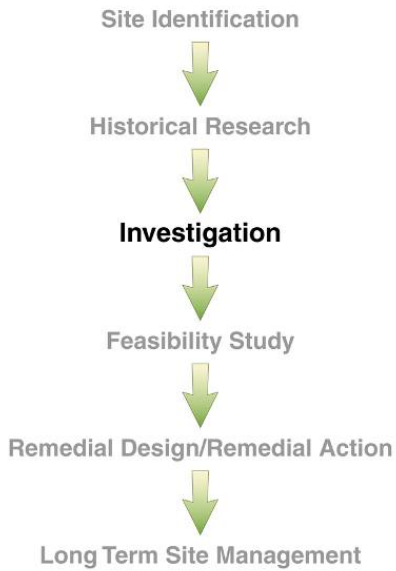 Site Identification
Historical Research
Investigation
Feasibility Study
Remedial Design/Remedial Action
Long Term Site Management